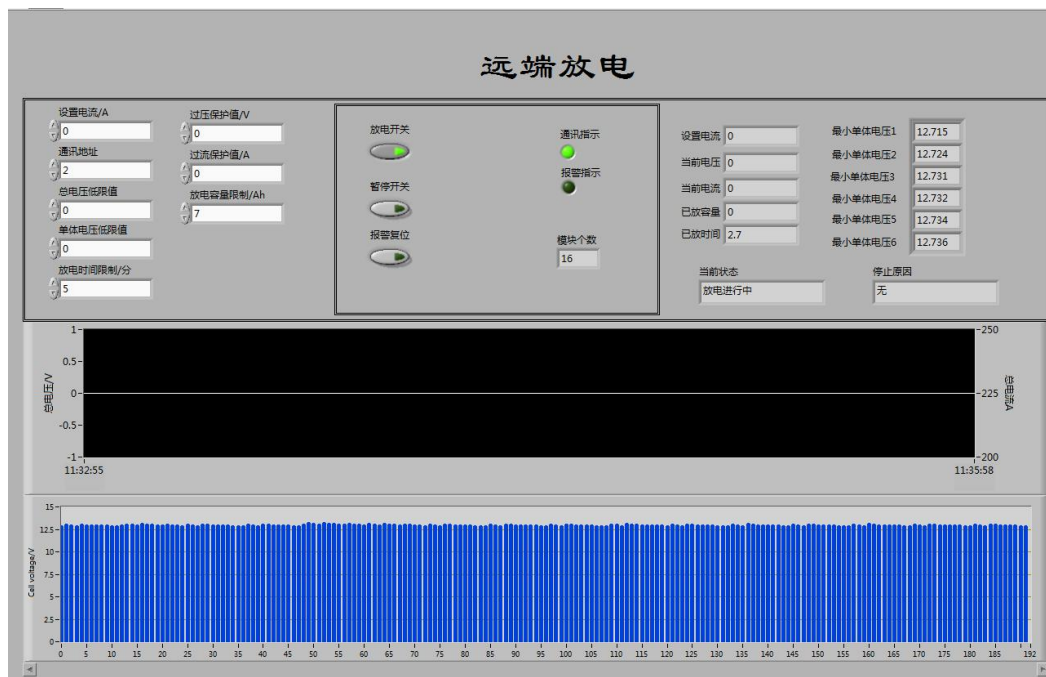 远端放电
设置电流/A
0
通讯地址
2
总电压低限值
0
单体电压低限值
0
放电时间限制/分
5
过压保护值/V
0
过流保护值/A
0
放电容量限制/Ah
7
放电开关
暂停开关
报警复位
通讯指示
报警指示
模块个数
16
设置电流 0
当前电压 0
当前电流 0
已放容量 0
已放时间 2.7
最小单体电压1 12.715
最小单体电压2 12.724
最小单体电压3 12.731
最小单体电压4 12.732
最小单体电压5 12.734
最小单体电压6 12.736
当前状态
放电进行中
停止原因
无
总电压/V
1
0.5
0
-0.5
-1
11:32:55
11:35:58
250
225
200
总电流/A
Cell voltage/V
15
12.5
10
7.5
5
2.5
0
0 5 10 15 20 25 30 35 40 45 50 55 60 65 70 75 80 85 90 95 100 105 110 115 120 125 130 135 140 145 150 155 160 165 170 175 180 185 192